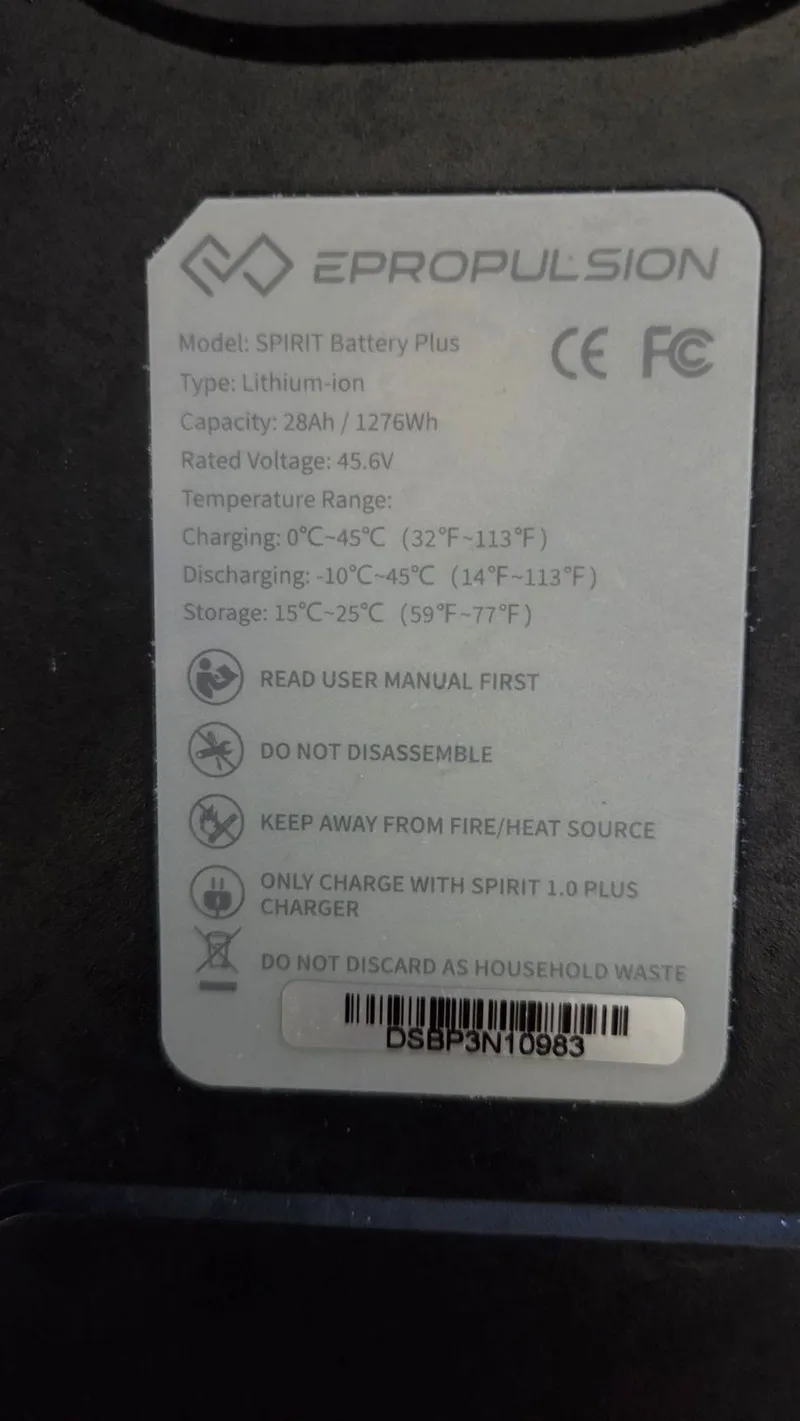 EPROPULSION
Model: SPIRIT Battery Plus
CE FC
Type: Lithium-ion
Capacity: 28Ah / 1276Wh
Rated Voltage: 45.6V
Temperature Range:
Charging: 0℃~45℃ (32℉~113℉)
Discharging: -10℃~45℃ (14℉~113℉)
Storage: 15℃~25℃ (59℉~77℉)
READ USER MANUAL FIRST
DO NOT DISASSEMBLE
KEEP AWAY FROM FIRE/HEAT SOURCE
ONLY CHARGE WITH SPIRIT 1.0 PLUS
CHARGER
DO NOT DISCARD AS HOUSEHOLD WASTE
DSBP3N10983